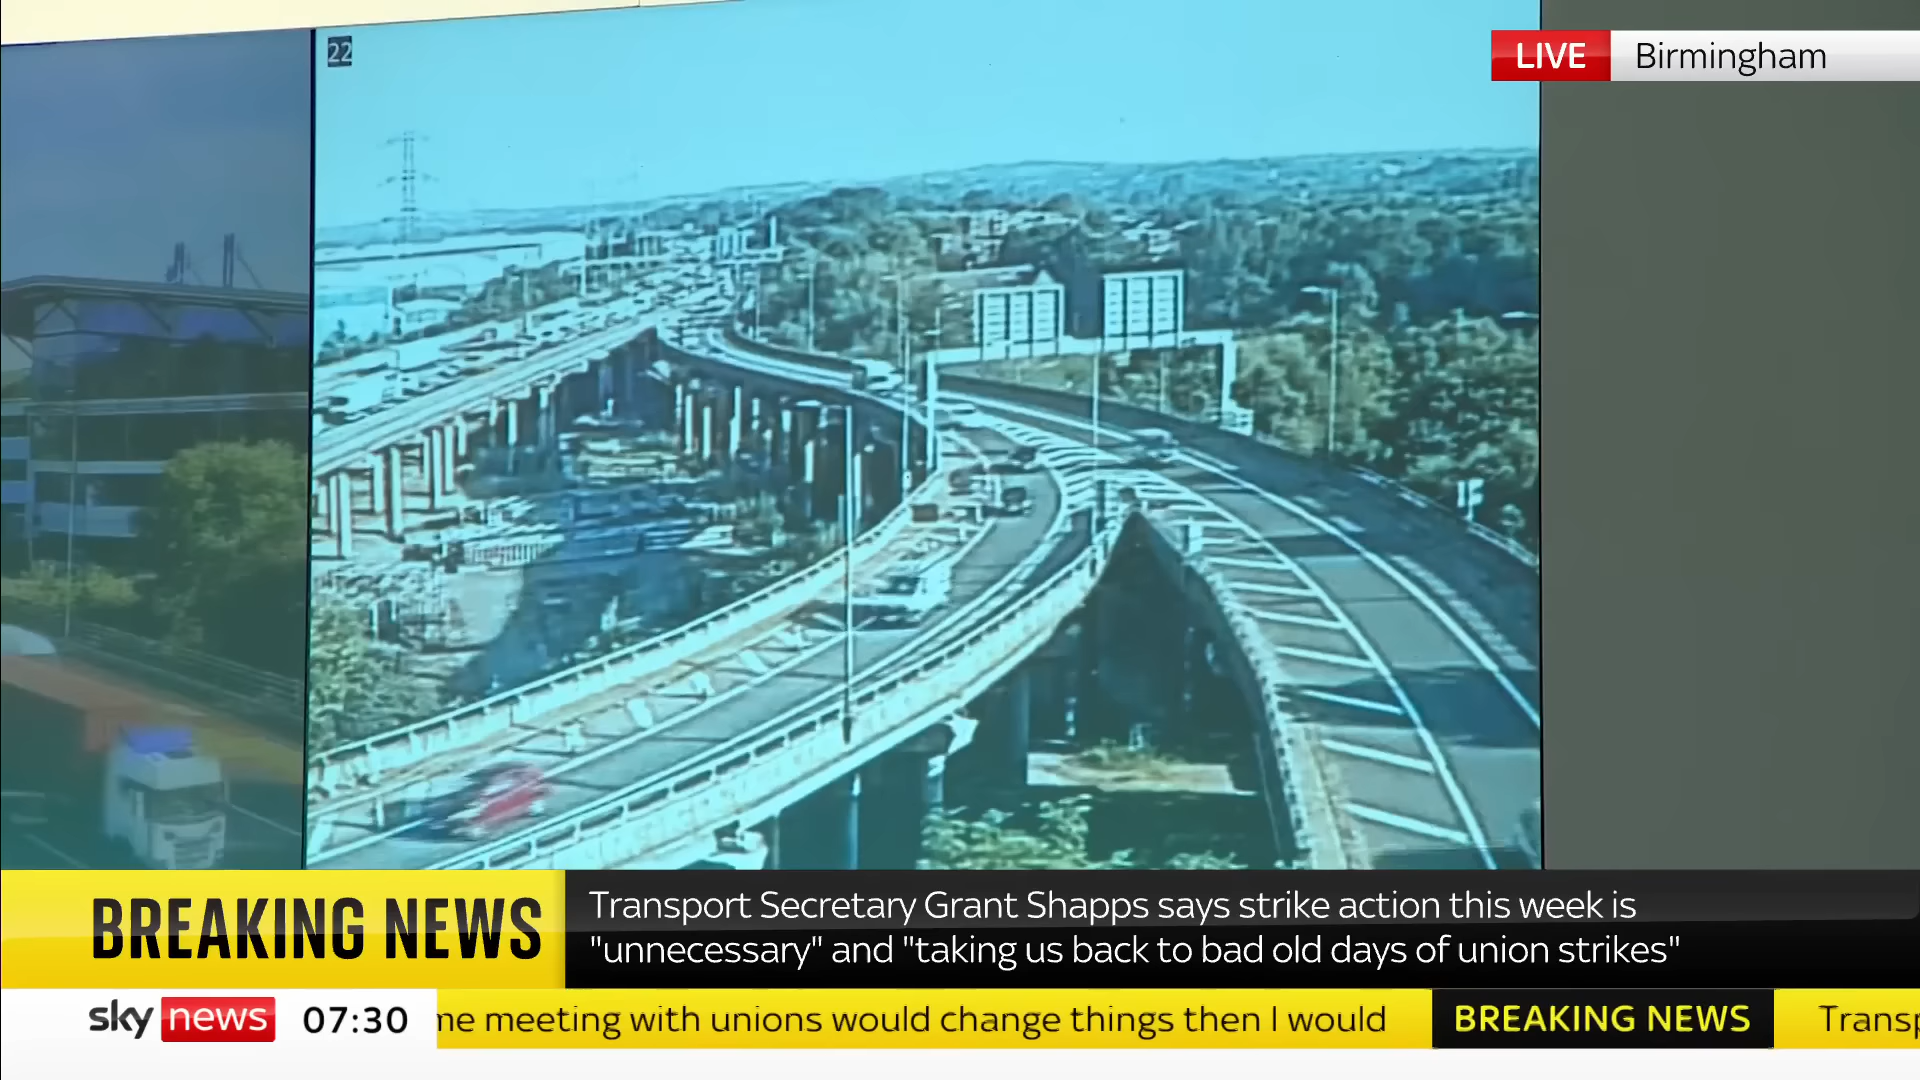 22
LIVE Birmingham
BREAKING NEWS
Transport Secretary Grant Shapps says strike action this week is
"unnecessary" and "taking us back to bad old days of union strikes"
sky news 07:30 meeting with unions would change things then I would BREAKING NEWS